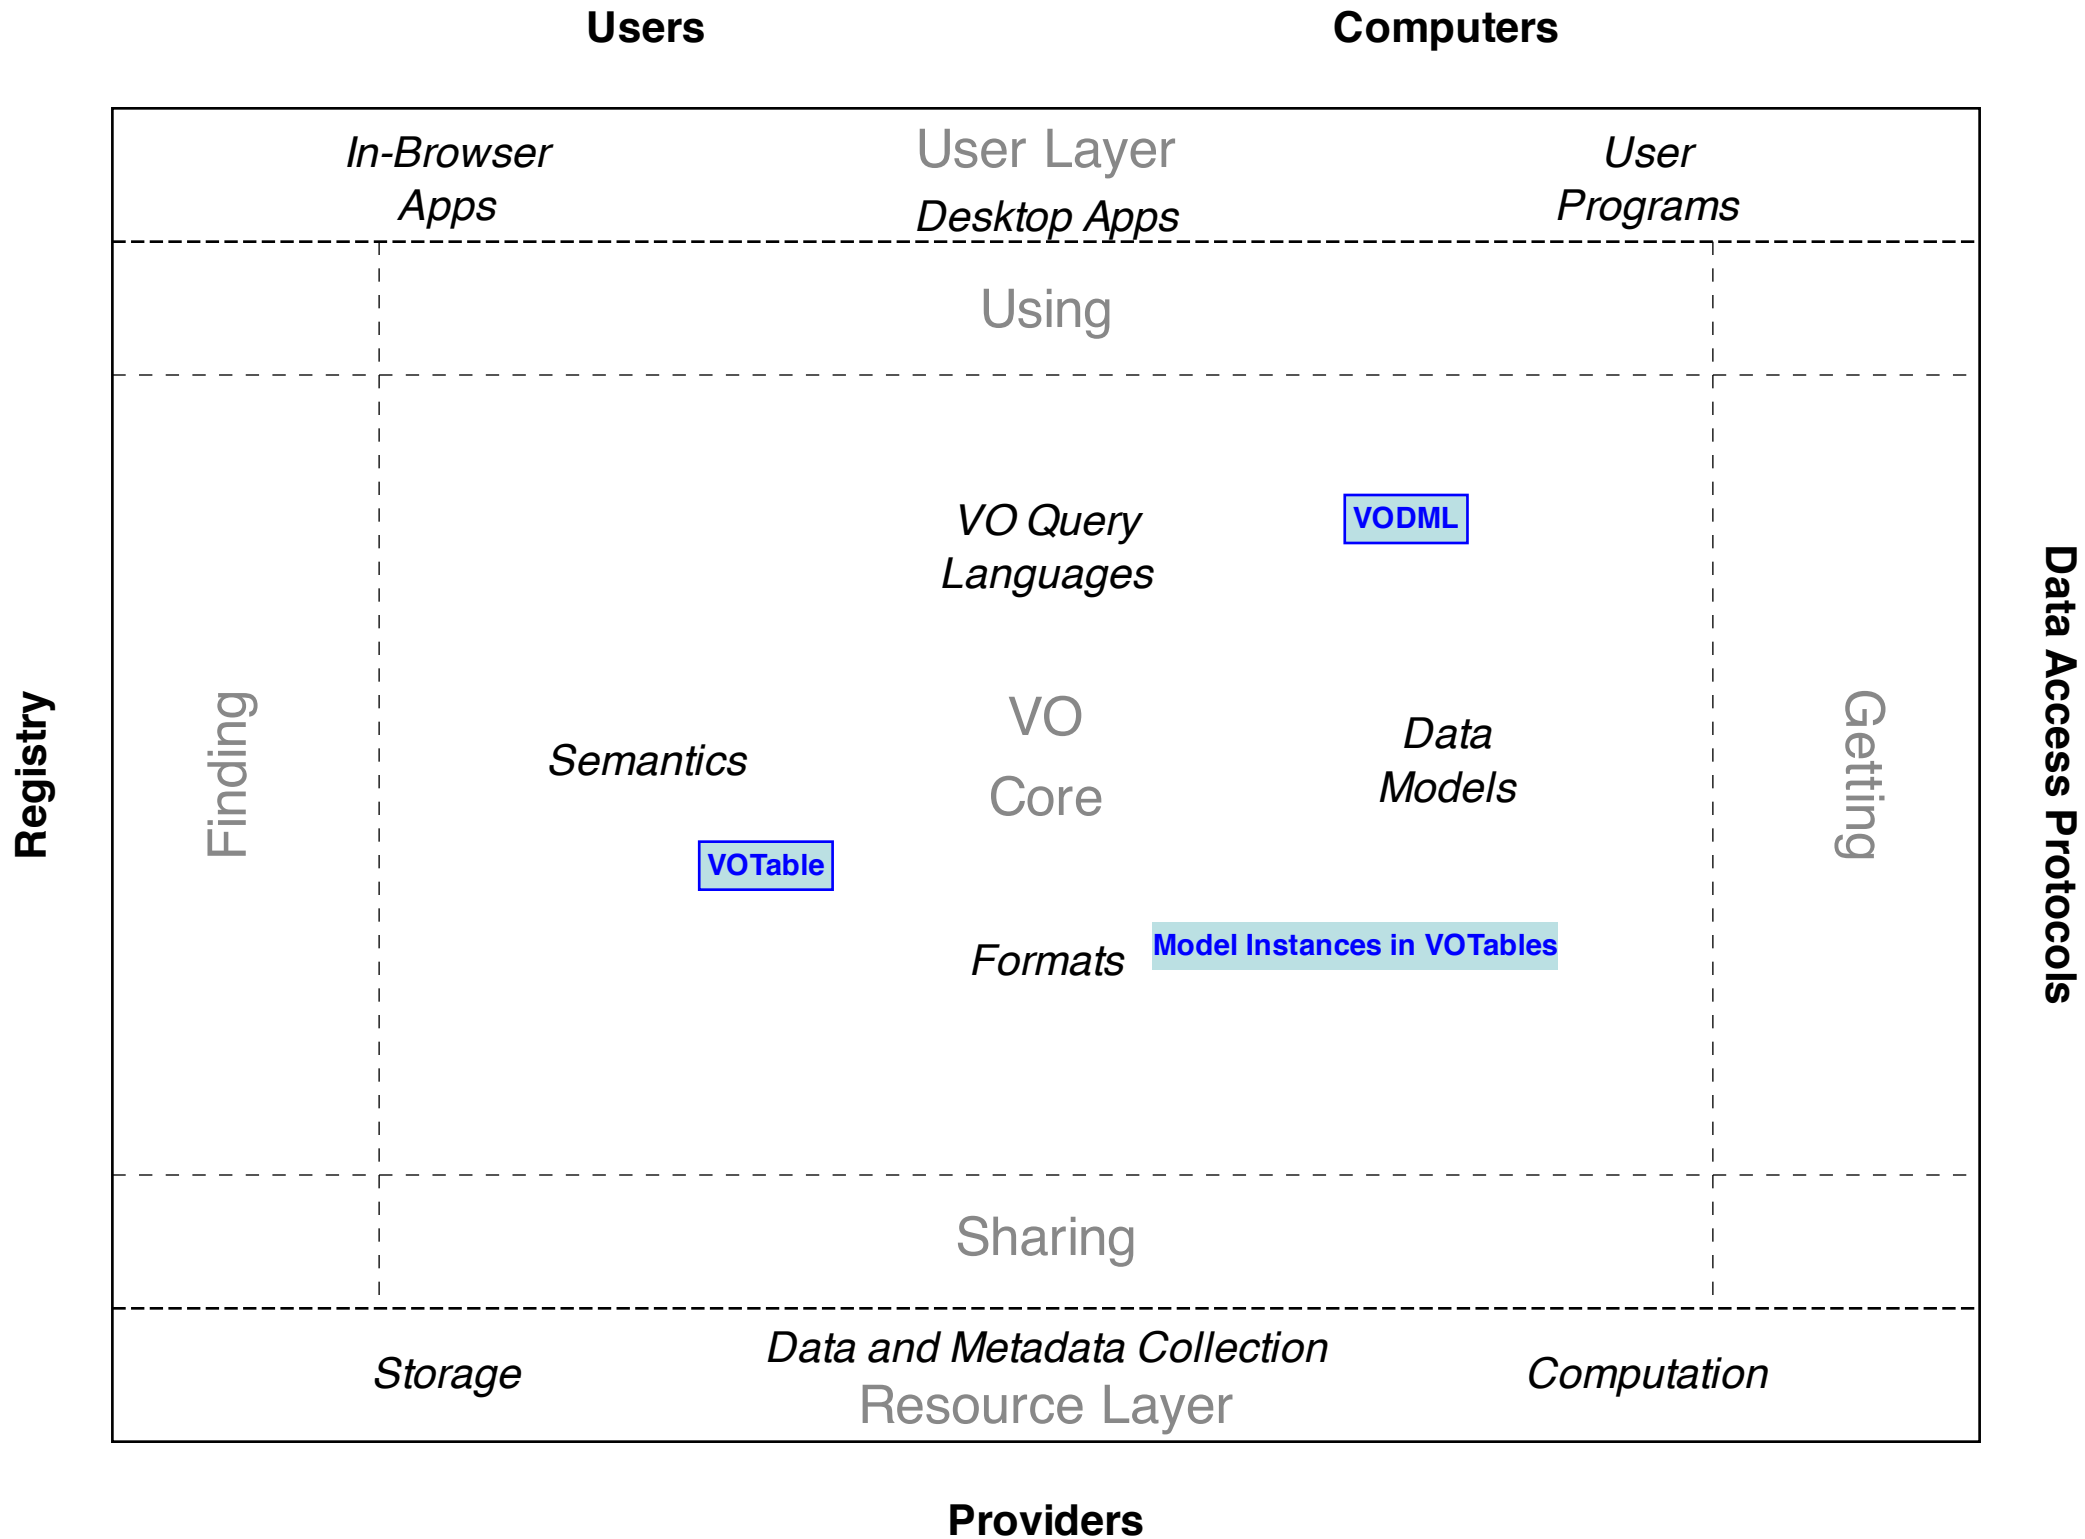 Users
Computers
In-Browser
Apps
User Layer
Desktop Apps
User
Programs
Using
Registry
Finding
VO Query
Languages
VODML
Semantics
VO
Core
Data
Models
VOTable
Formats
Model Instances in VOTables
Getting
Data Access Protocols
Sharing
Storage
Data and Metadata Collection
Resource Layer
Computation
Providers